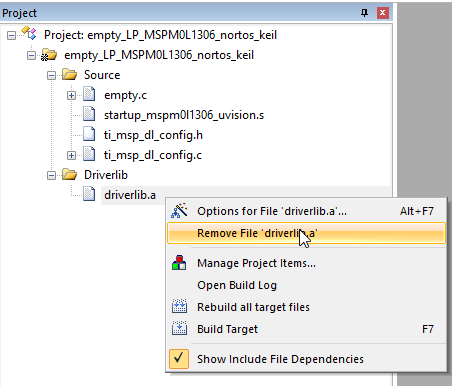 Project
Project: empty_LP_MSPM0L1306_nortos_keil
empty_LP_MSPM0L1306_nortos_keil
Source
empty.c
startup_mspm0l1306_uvision.s
ti_msp_dl_config.h
ti_msp_dl_config.c
Driverlib
driverlib.a
Options for File 'driverlib.a'... Alt+F7
Remove File 'driverlib.a'
Manage Project Items...
Open Build Log
Rebuild all target files
Build Target F7
Show Include File Dependencies